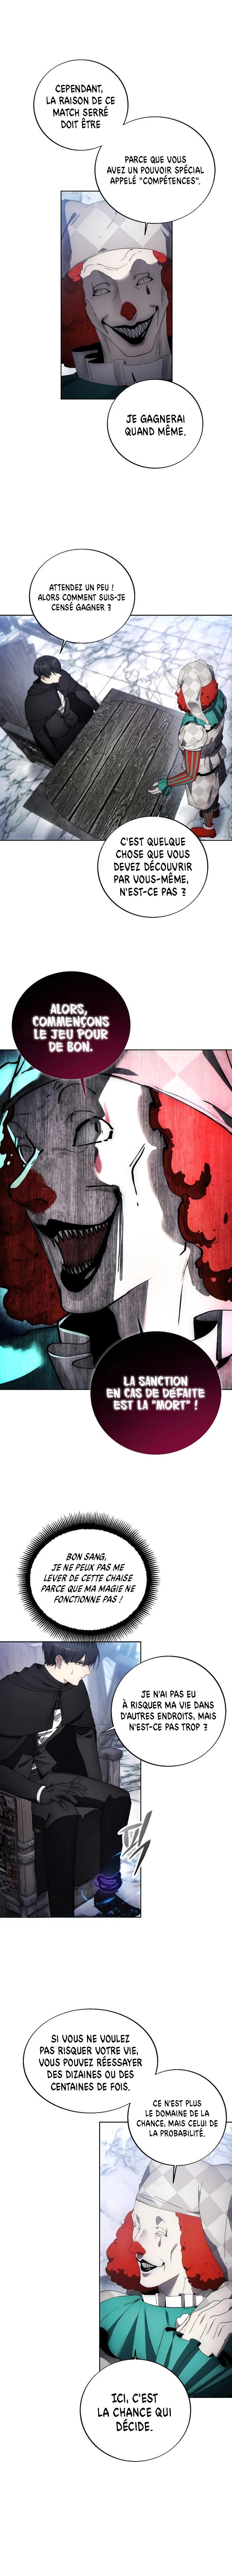 CEPENDANT,
LA RAISON DE CE
MATCH SERRÉ
DOIT ÊTRE
PARCE QUE VOUS
AVEZ UN POUVOIR SPÉCIAL
APPELÉ "COMPÉTENCES".
JE GAGNERAI
QUAND MÊME.
ATTENDEZ UN PEU !
ALORS COMMENT SUIS-JE
CENSÉ GAGNER ?
C'EST QUELQUE
CHOSE QUE VOUS
DEVEZ DÉCOUVRIR
PAR VOUS-MÊME,
N'EST-CE PAS ?
ALORS,
COMMENÇONS
LE JEU POUR
DE BON.
LA SANCTION
EN CAS DE DÉFAITE
EST LA "MORT" !
BON SANG,
JE NE PEUX PAS ME
LEVER DE CETTE CHAISE
PARCE QUE MA MAGIE NE
FONCTIONNE PAS !
JE N'AI PAS EU
À RISQUER MA VIE DANS
D'AUTRES ENDROITS, MAIS
N'EST-CE PAS TROP ?
SI VOUS NE VOULEZ
PAS RISQUER VOTRE VIE,
VOUS POUVEZ RÉESSAYER
DES DIZAINES OU DES
CENTAINES DE FOIS.
CE N'EST PLUS
LE DOMAINE DE LA
CHANCE, MAIS CELUI DE
LA PROBABILITÉ.
ICI, C'EST
LA CHANCE QUI
DÉCIDE.